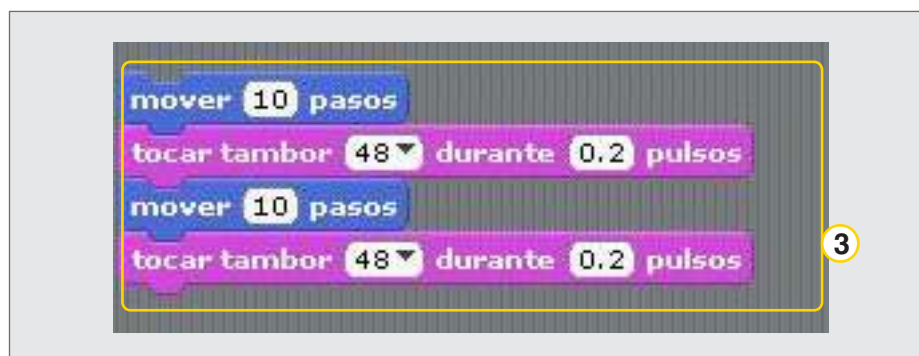 mover 10 pasos
tocar tambor 48 durante 0.2 pulsos
mover 10 pasos
tocar tambor 48 durante 0.2 pulsos
3